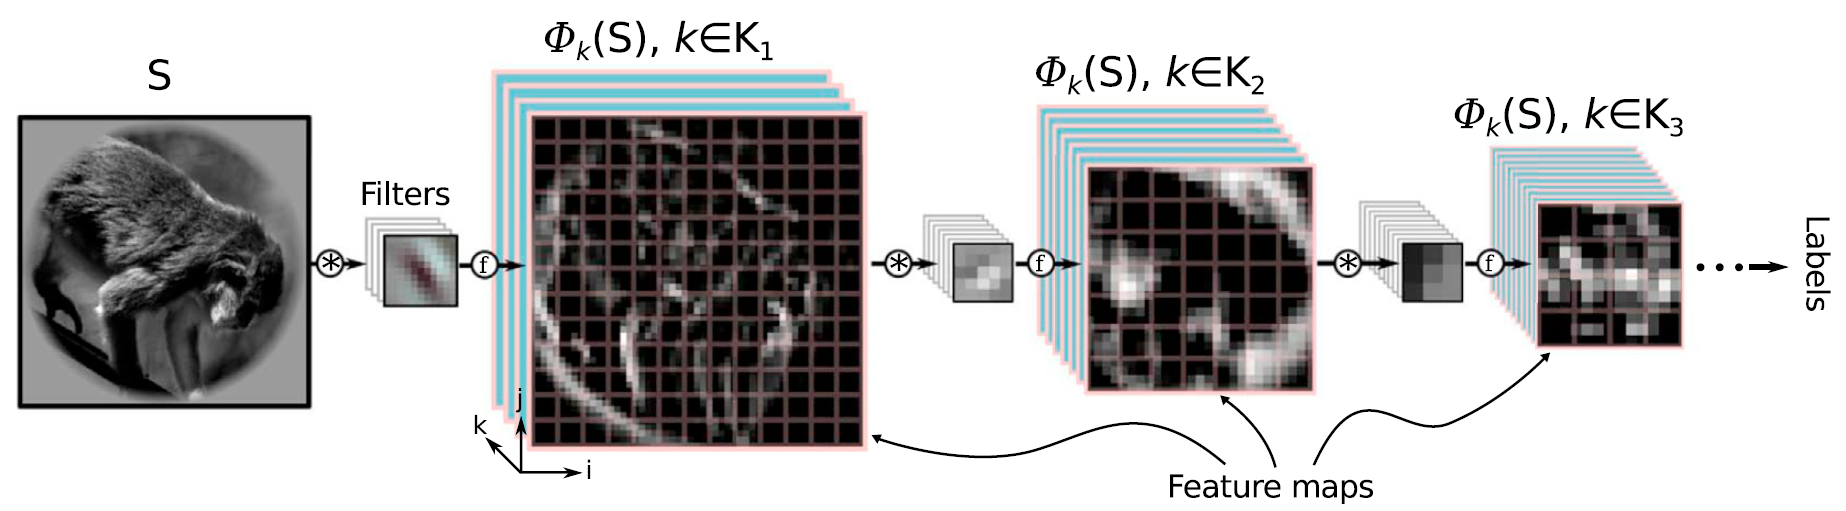 S
Filters
Φk(S), k∈K1
Φk(S), k∈K2
Φk(S), k∈K3
*
f
*
f
*
f
Labels
j
k
i
Feature maps